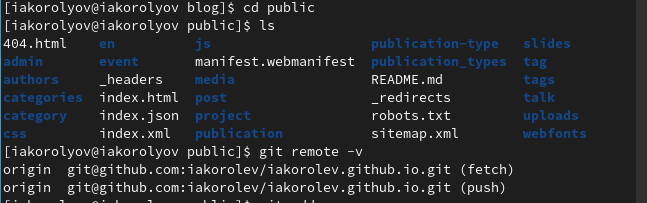 [iakorolyov@iakorolyov blog]$ cd public
[iakorolyov@iakorolyov public]$ ls
404.html en js publication-type slides
admin event manifest.webmanifest publication_types tag
authors _headers media README.md tags
categories index.html post _redirects talk
category index.json project robots.txt uploads
css index.xml publication sitemap.xml webfonts
[iakorolyov@iakorolyov public]$ git remote -v
origin git@github.com:iakorolev/iakorolev.github.io.git (fetch)
origin git@github.com:iakorolev/iakorolev.github.io.git (push)